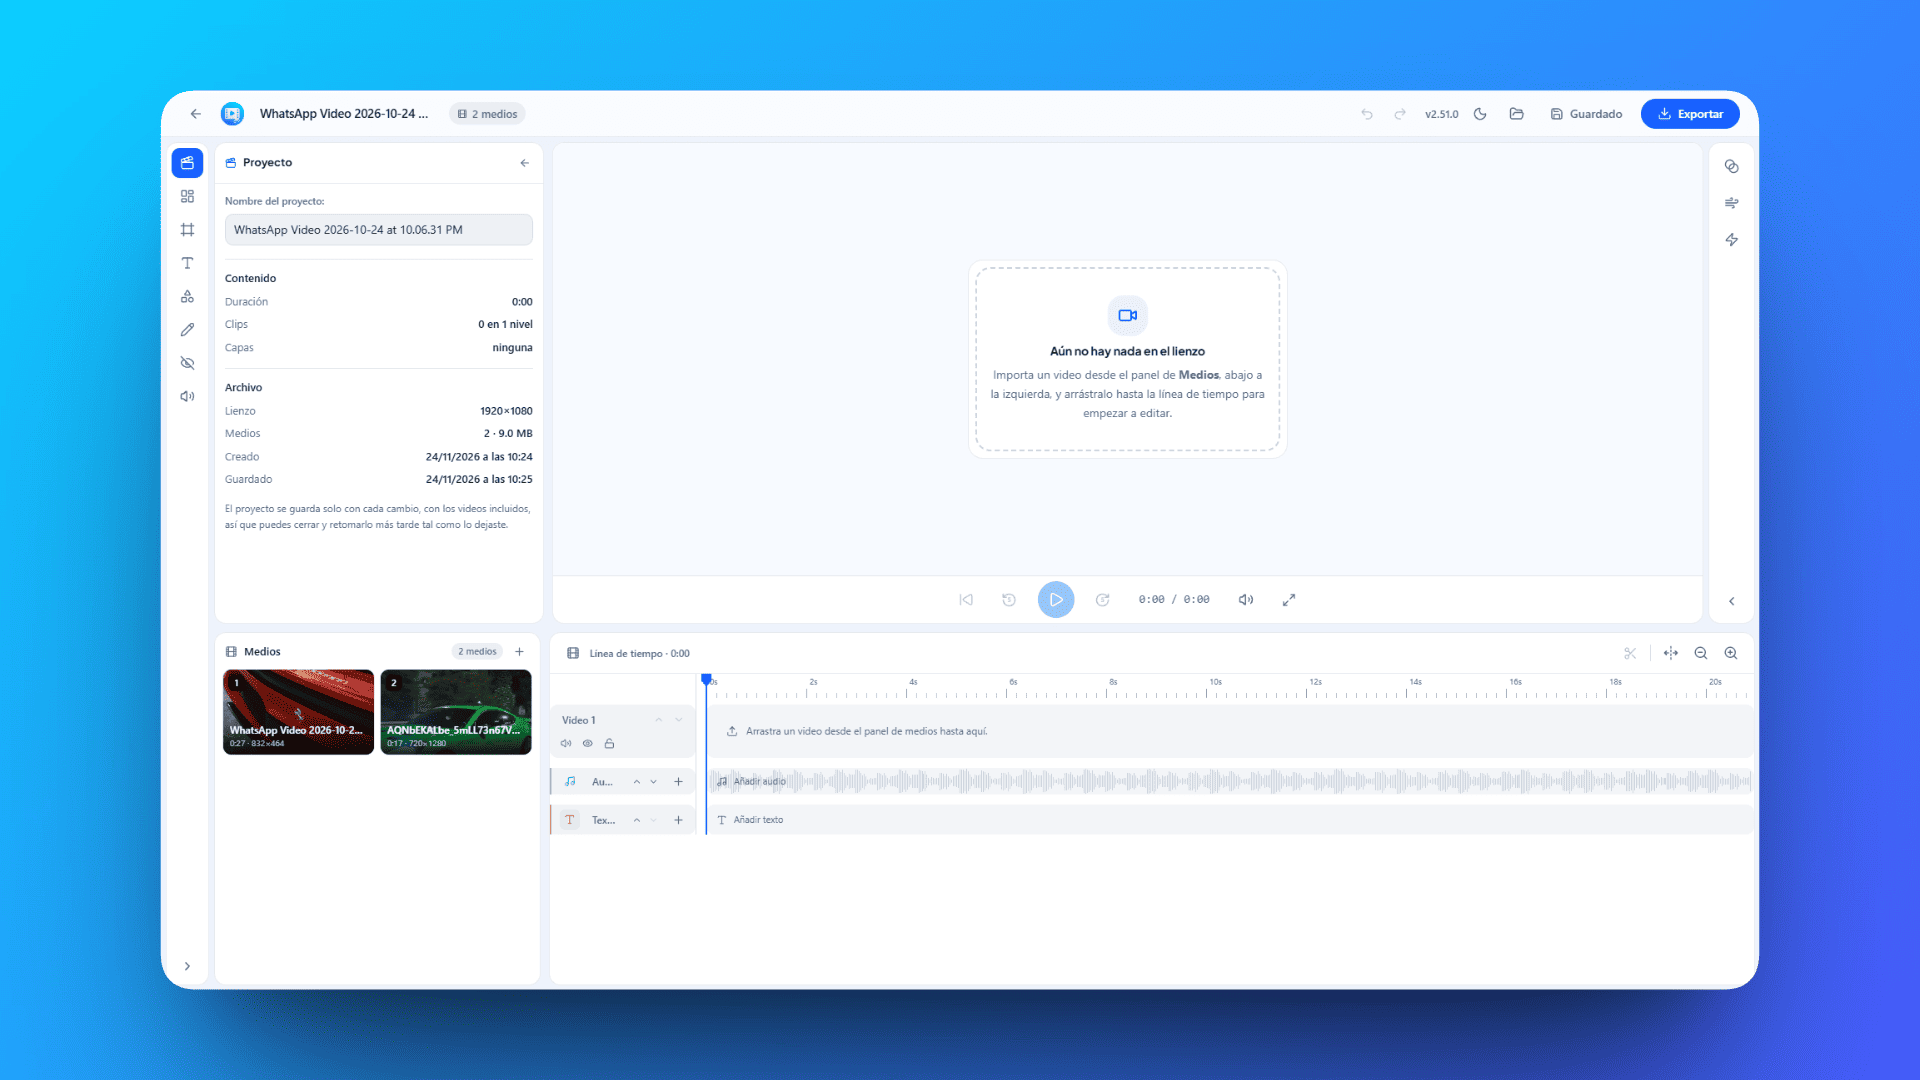 WhatsApp Video 2026-10-24 ...
2 medios
v2.51.0
Guardado
Exportar
Proyecto
Nombre del proyecto:
WhatsApp Video 2026-10-24 at 10.06.31 PM
Contenido
Duración 0:00
Clips 0 en 1 nivel
Capas ninguna
Archivo
Lienzo 1920×1080
Medios 2 · 9.0 MB
Creado 24/11/2026 a las 10:24
Guardado 24/11/2026 a las 10:25
El proyecto se guarda solo con cada cambio, con los videos incluidos,
así que puedes cerrar y retomarlo más tarde tal como lo dejaste.
Aún no hay nada en el lienzo
Importa un video desde el panel de Medios, abajo a
la izquierda, y arrástralo hasta la línea de tiempo para
empezar a editar.
5
5
0:00 / 0:00
Medios
2 medios
1
WhatsApp Video 2026-10-2...
0:27 · 832×464
2
AQNbEKALbe_5mLL73n67V...
0:17 · 720×1280
Línea de tiempo · 0:00
0s 2s 4s 6s 8s 10s 12s 14s 16s 18s 20s
Video 1
Arrastra un video desde el panel de medios hasta aquí.
Au...
Añadir audio
Tex...
Añadir texto